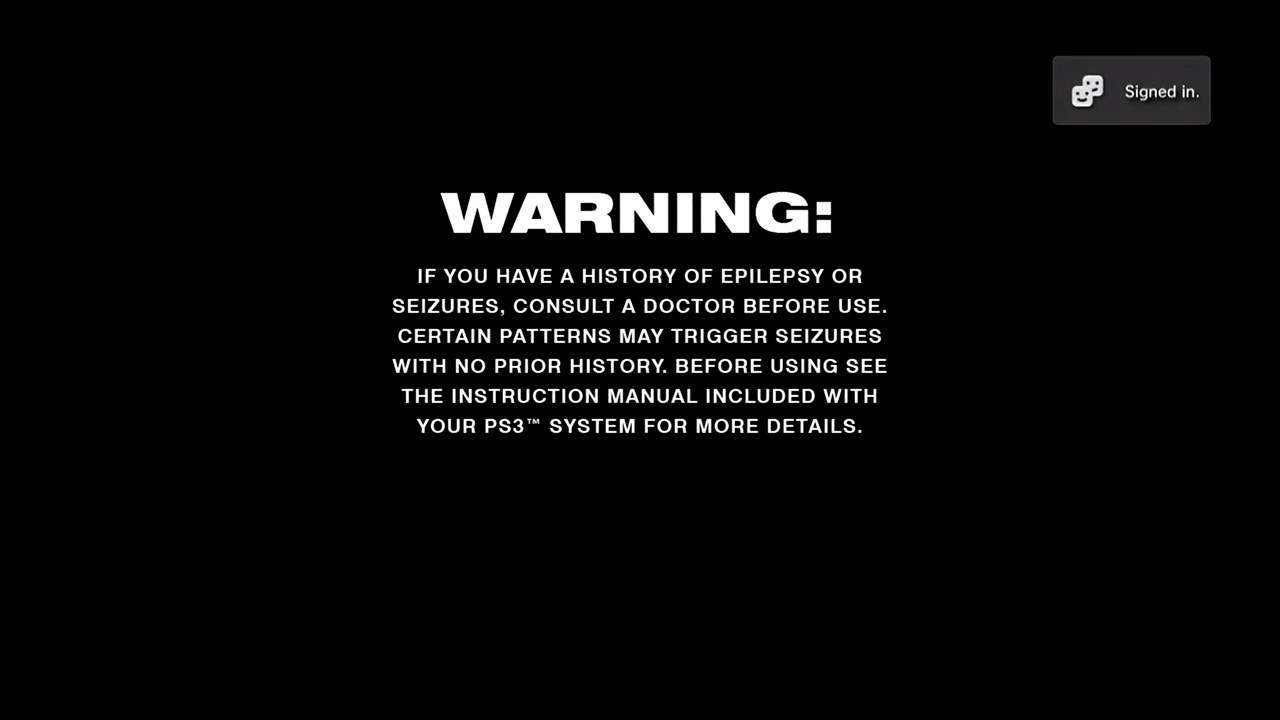 Signed in.
WARNING:
IF YOU HAVE A HISTORY OF EPILEPSY OR
SEIZURES, CONSULT A DOCTOR BEFORE USE.
CERTAIN PATTERNS MAY TRIGGER SEIZURES
WITH NO PRIOR HISTORY. BEFORE USING SEE
THE INSTRUCTION MANUAL INCLUDED WITH
YOUR PS3™ SYSTEM FOR MORE DETAILS.